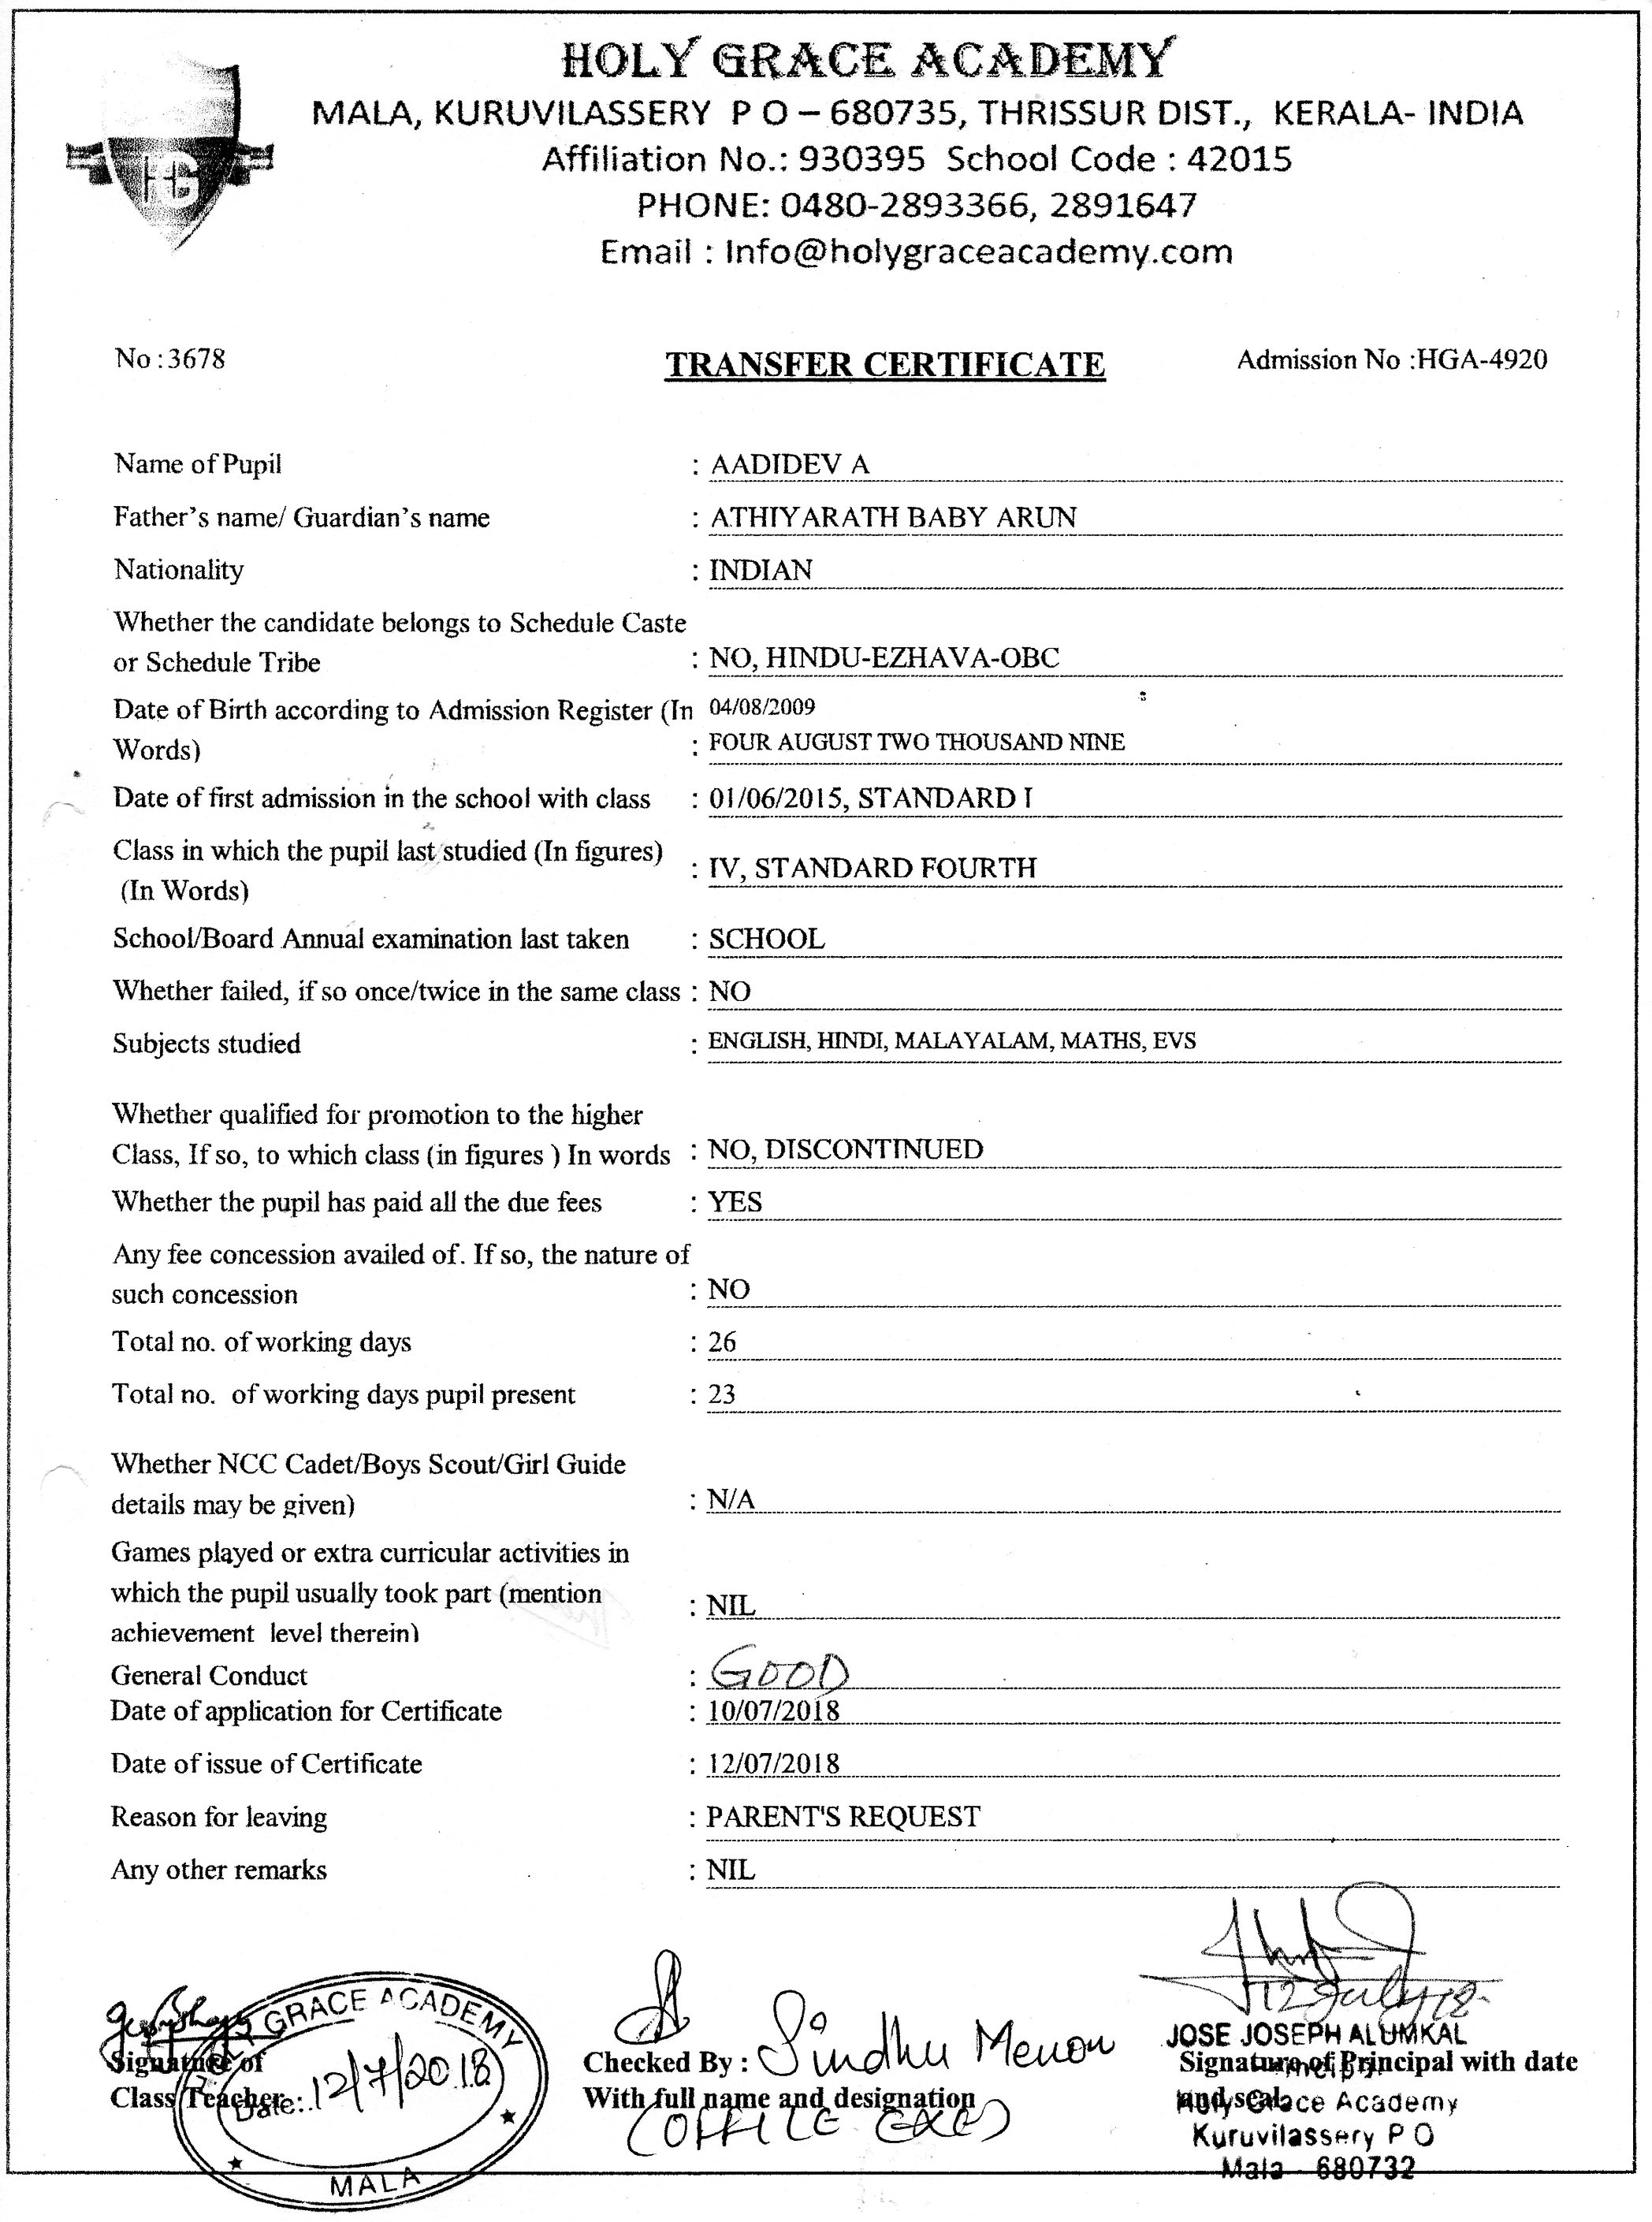 HOLY GRACE ACADEMY
MALA, KURUVILASSERY P O – 680735, THRISSUR DIST., KERALA- INDIA
Affiliation No.: 930395 School Code : 42015
PHONE: 0480-2893366, 2891647
Email : Info@holygraceacademy.com
HG
No : 3678 TRANSFER CERTIFICATE Admission No :HGA-4920
Name of Pupil : AADIDEV A
Father's name/ Guardian's name : ATHIYARATH BABY ARUN
Nationality : INDIAN
Whether the candidate belongs to Schedule Caste
or Schedule Tribe : NO, HINDU-EZHAVA-OBC
Date of Birth according to Admission Register (In 04/08/2009
Words) : FOUR AUGUST TWO THOUSAND NINE
Date of first admission in the school with class : 01/06/2015, STANDARD I
Class in which the pupil last studied (In figures) : IV, STANDARD FOURTH
(In Words)
School/Board Annual examination last taken : SCHOOL
Whether failed, if so once/twice in the same class : NO
Subjects studied : ENGLISH, HINDI, MALAYALAM, MATHS, EVS
Whether qualified for promotion to the higher
Class, If so, to which class (in figures ) In words : NO, DISCONTINUED
Whether the pupil has paid all the due fees : YES
Any fee concession availed of. If so, the nature of
such concession : NO
Total no. of working days : 26
Total no. of working days pupil present : 23
Whether NCC Cadet/Boys Scout/Girl Guide
details may be given) : N/A
Games played or extra curricular activities in
which the pupil usually took part (mention
achievement level therein) : NIL
General Conduct : GOOD
Date of application for Certificate : 10/07/2018
Date of issue of Certificate : 12/07/2018
Reason for leaving : PARENT'S REQUEST
Any other remarks : NIL
GRACE ACADEMY
Signature of
Class Teacher
Date: 12/7/2018
MALA
Checked By : Sindhu Menon
With full name and designation
(OFFICE EXE)
12 July 18
JOSE JOSEPH ALUMKAL
Signature of Principal with date
and seal
Principal
Holy Grace Academy
Kuruvilassery P O
Mala - 680732